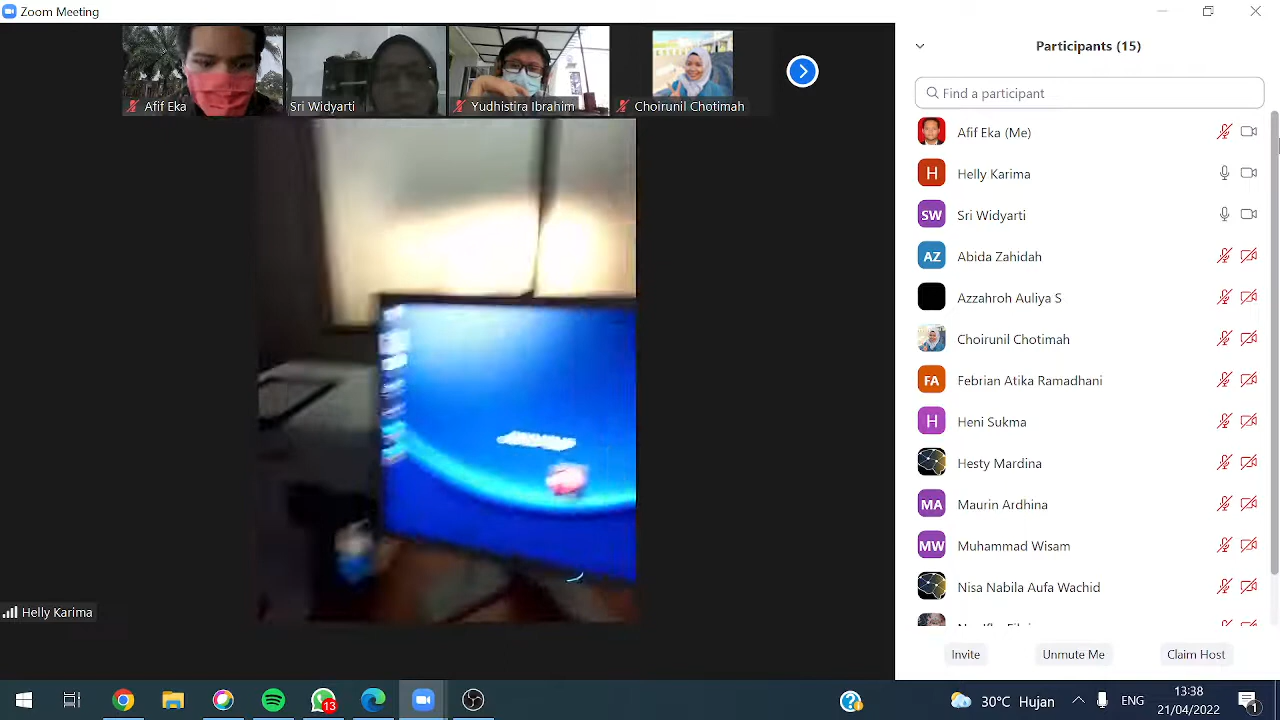 Zoom Meeting
Afif Eka
Sri Widyarti
Yudhistira Ibrahim
Choirunil Chotimah
Participants (15)
Find a participant
Afif Eka (Me)
H
Helly Karima
SW
Sri Widyarti
AZ
Abida Zahidah
Azzahroh Auliya S
Choirunil Chotimah
FA
Febrian Atika Ramadhani
H
Heni Sukma
Hesty Mardina
MA
Maurin Ardhina
MW
Muhammad Wisam
Nisa Nabila Aufa Wachid
Helly Karima
Invite
Unmute Me
Claim Host
13
30°C Hujan
ENG
13:38
21/04/2022
1